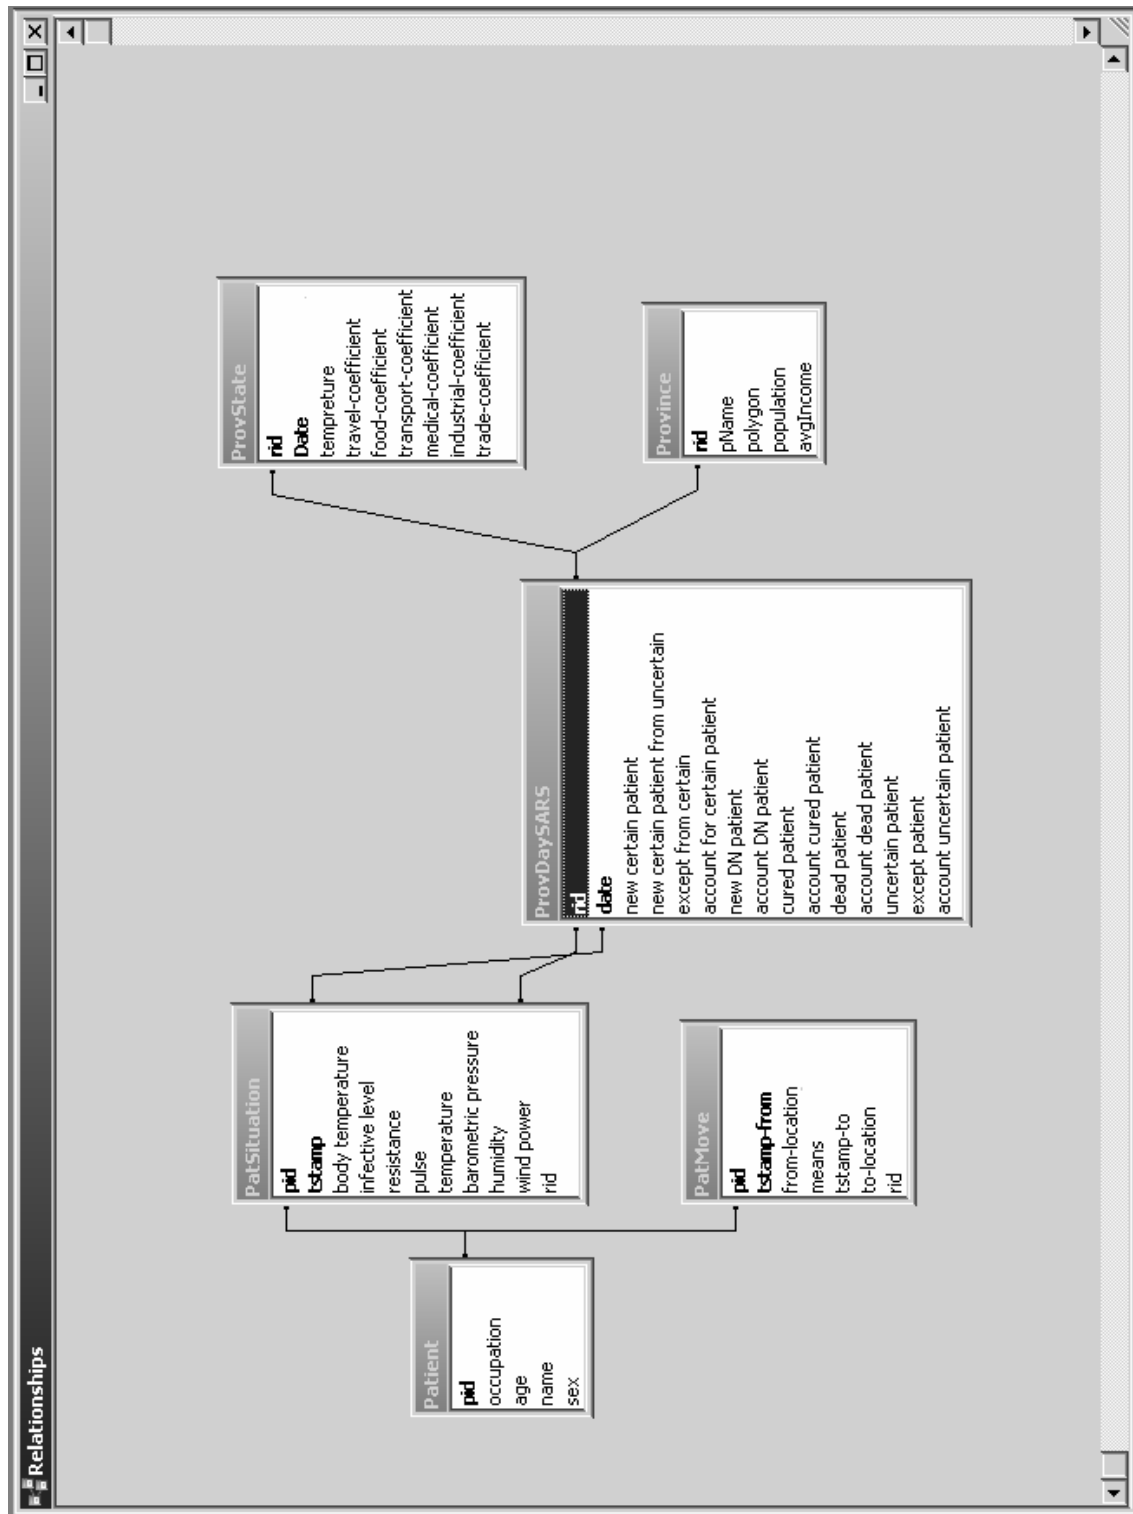 Relationships
Patient
pid
occupation
age
name
sex
PatSituation
pid
tstamp
body temperature
infective level
resistance
pulse
temperature
barometric pressure
humidity
wind power
rid
PatMove
pid
tstamp-from
from-location
means
tstamp-to
to-location
rid
ProvDaySARS
rid
date
new certain patient
new certain patient from uncertain
except from certain
account for certain patient
new DN patient
account DN patient
cured patient
account cured patient
dead patient
account dead patient
uncertain patient
except patient
account uncertain patient
ProvState
rid
Date
tempreture
travel-coefficient
food-coefficient
transport-coefficient
medical-coefficient
industrial-coefficient
trade-coefficient
Province
rid
pName
polygon
population
avgIncome